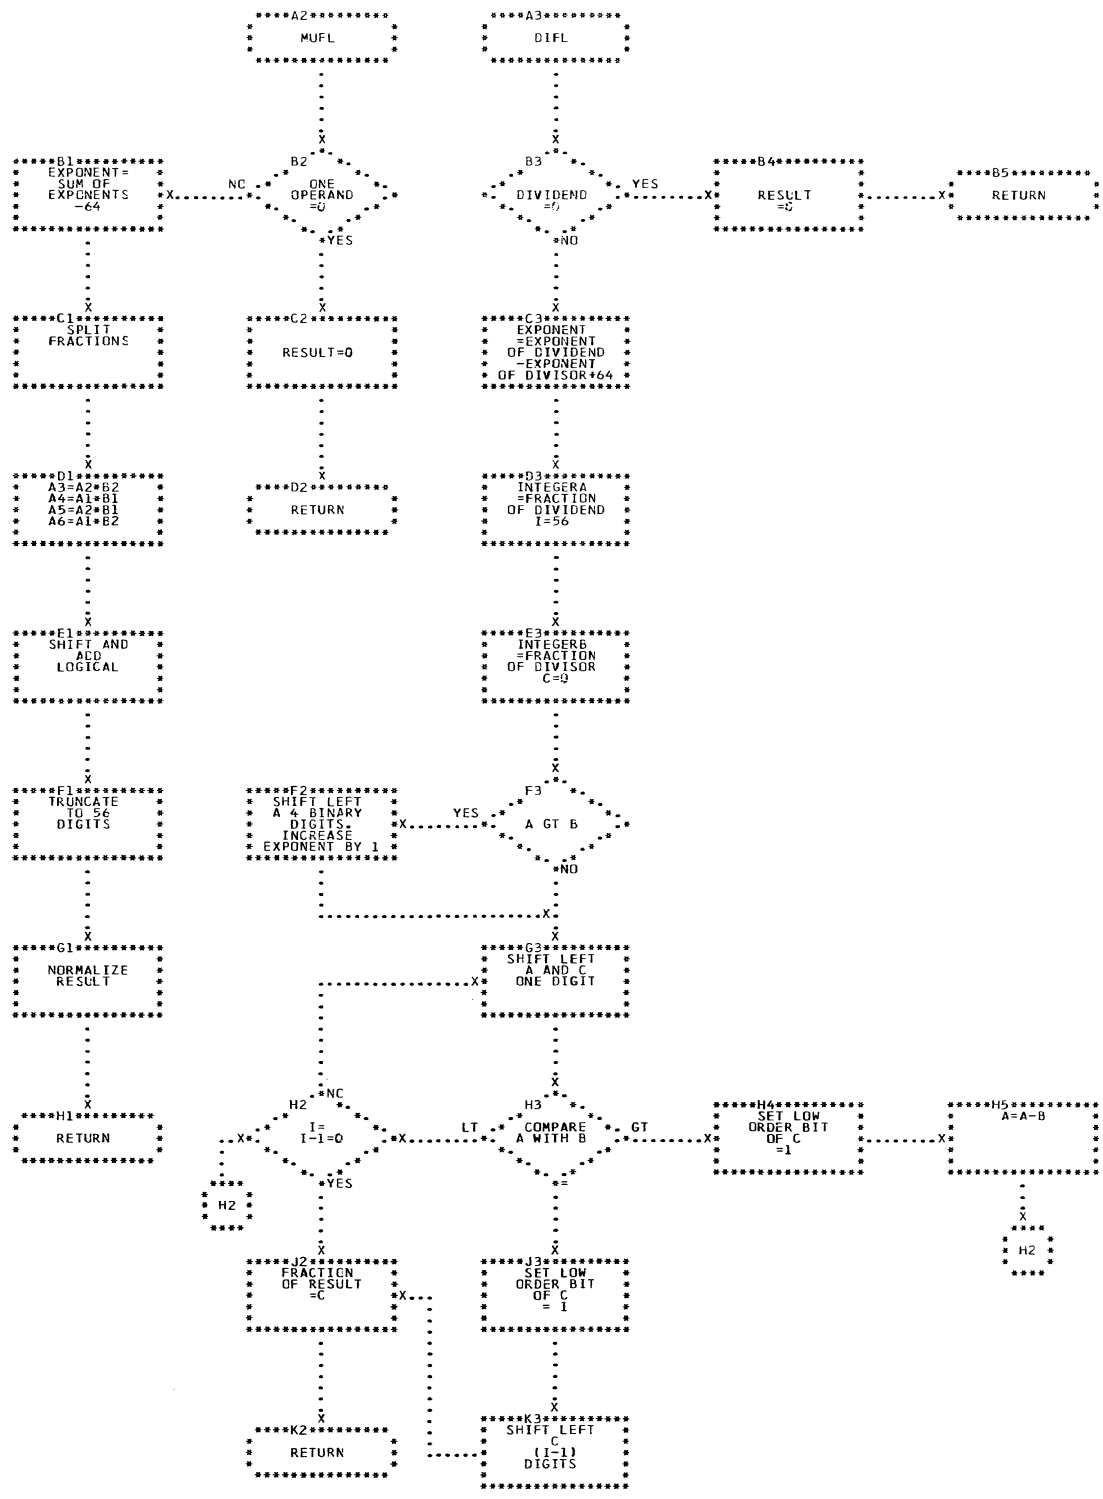 A2
MUFL
A3
DIFL
B1
EXPONENT=
SUM OF
EXPONENTS
-64
NC
B2
ONE
OPERAND
=0
YES
B3
DIVIDEND
=0
YES
NO
B4
RESULT
=0
B5
RETURN
C1
SPLIT
FRACTIONS
C2
RESULT=0
C3
EXPONENT
=EXPONENT
OF DIVIDEND
-EXPONENT
OF DIVISOR+64
D1
A3=A2*B2
A4=A1*B1
A5=A2*B1
A6=A1*B2
D2
RETURN
D3
INTEGERA
=FRACTION
OF DIVIDEND
I=56
E1
SHIFT AND
ADD
LOGICAL
E3
INTEGERB
=FRACTION
OF DIVISOR
C=0
F1
TRUNCATE
TO 56
DIGITS
F2
SHIFT LEFT
A 4 BINARY
DIGITS.
INCREASE
EXPONENT BY 1
YES
F3
A GT B
NO
G1
NORMALIZE
RESULT
G3
SHIFT LEFT
A AND C
ONE DIGIT
H1
RETURN
H2
NC
I=
I-1=0
YES
H2
LT
H3
COMPARE
A WITH B
GT
=
H4
SET LOW
ORDER BIT
OF C
=1
H5
A=A-B
H2
J2
FRACTION
OF RESULT
=C
J3
SET LOW
ORDER BIT
OF C
= 1
K2
RETURN
K3
SHIFT LEFT
C
(I-1)
DIGITS